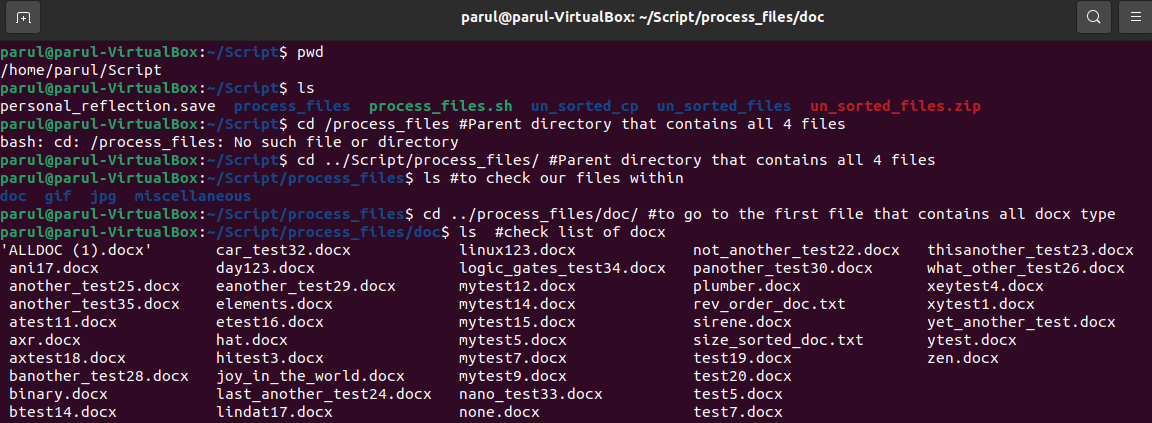 parul@parul-VirtualBox: ~/Script/process_files/doc
parul@parul-VirtualBox:~/Script$ pwd
/home/parul/Script
parul@parul-VirtualBox:~/Script$ ls
personal_reflection.save process_files process_files.sh un_sorted_cp un_sorted_files un_sorted_files.zip
parul@parul-VirtualBox:~/Script$ cd /process_files #Parent directory that contains all 4 files
bash: cd: /process_files: No such file or directory
parul@parul-VirtualBox:~/Script$ cd ../Script/process_files/ #Parent directory that contains all 4 files
parul@parul-VirtualBox:~/Script/process_files$ ls #to check our files within
doc gif jpg miscellaneous
parul@parul-VirtualBox:~/Script/process_files$ cd ../process_files/doc/ #to go to the first file that contains all docx type
parul@parul-VirtualBox:~/Script/process_files/doc$ ls #check list of docx
'ALLDOC (1).docx' car_test32.docx linux123.docx not_another_test22.docx thisanother_test23.docx
ani17.docx day123.docx logic_gates_test34.docx panother_test30.docx what_other_test26.docx
another_test25.docx eanother_test29.docx mytest12.docx plumber.docx xeytest4.docx
another_test35.docx elements.docx mytest14.docx rev_order_doc.txt xytest1.docx
atest11.docx etest16.docx mytest15.docx sirene.docx yet_another_test.docx
axr.docx hat.docx mytest5.docx size_sorted_doc.txt ytest.docx
axtest18.docx hitest3.docx mytest7.docx test19.docx zen.docx
banother_test28.docx joy_in_the_world.docx mytest9.docx test20.docx
binary.docx last_another_test24.docx nano_test33.docx test5.docx
btest14.docx lindat17.docx none.docx test7.docx